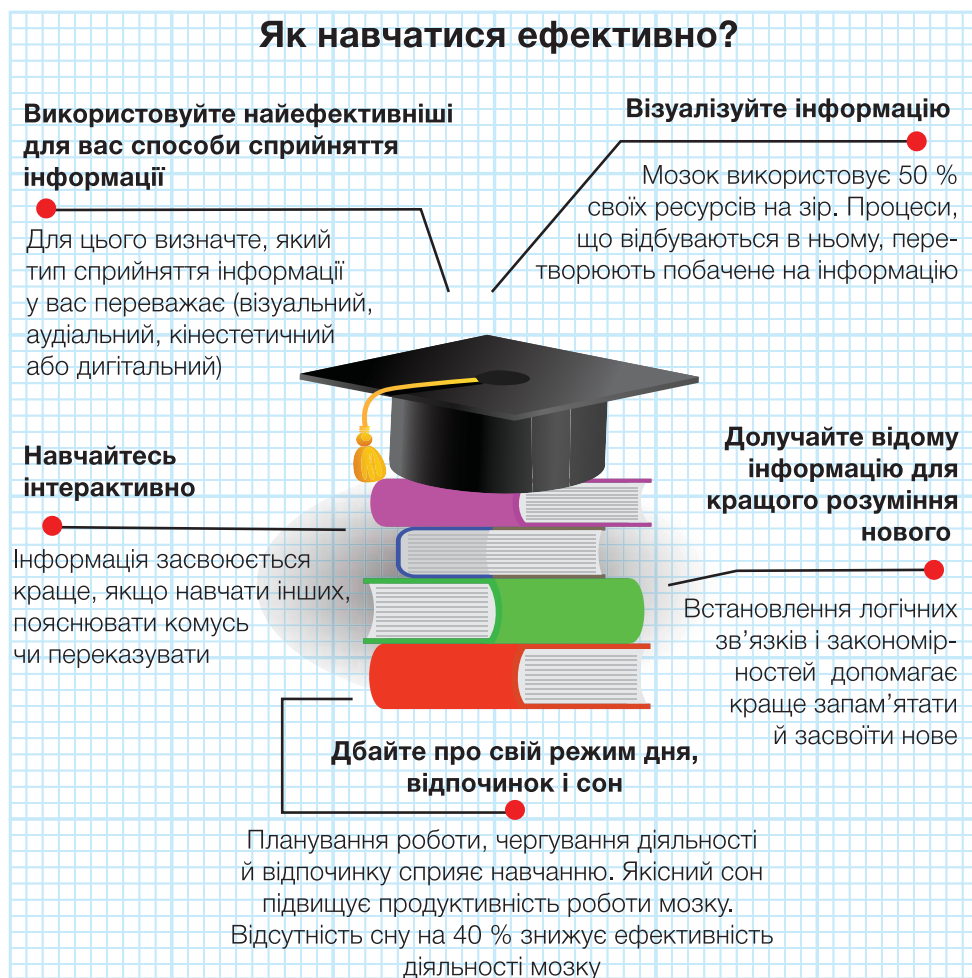 Як навчатися ефективно?
Використовуйте найефективніші
для вас способи сприйняття
інформації
Для цього визначте, який
тип сприйняття інформації
у вас переважає (візуальний,
аудіальний, кінестетичний
або дигітальний)
Візуалізуйте інформацію
Мозок використовує 50 %
своїх ресурсів на зір. Процеси,
що відбуваються в ньому, пере-
творюють побачене на інформацію
Навчайтесь
інтерактивно
Інформація засвоюється
краще, якщо навчати інших,
пояснювати комусь
чи переказувати
Долучайте відому
інформацію для
кращого розуміння
нового
Встановлення логічних
зв’язків і закономір-
ностей допомагає
краще запам’ятати
й засвоїти нове
Дбайте про свій режим дня,
відпочинок і сон
Планування роботи, чергування діяльності
й відпочинку сприяє навчанню. Якісний сон
підвищує продуктивність роботи мозку.
Відсутність сну на 40 % знижує ефективність
діяльності мозку